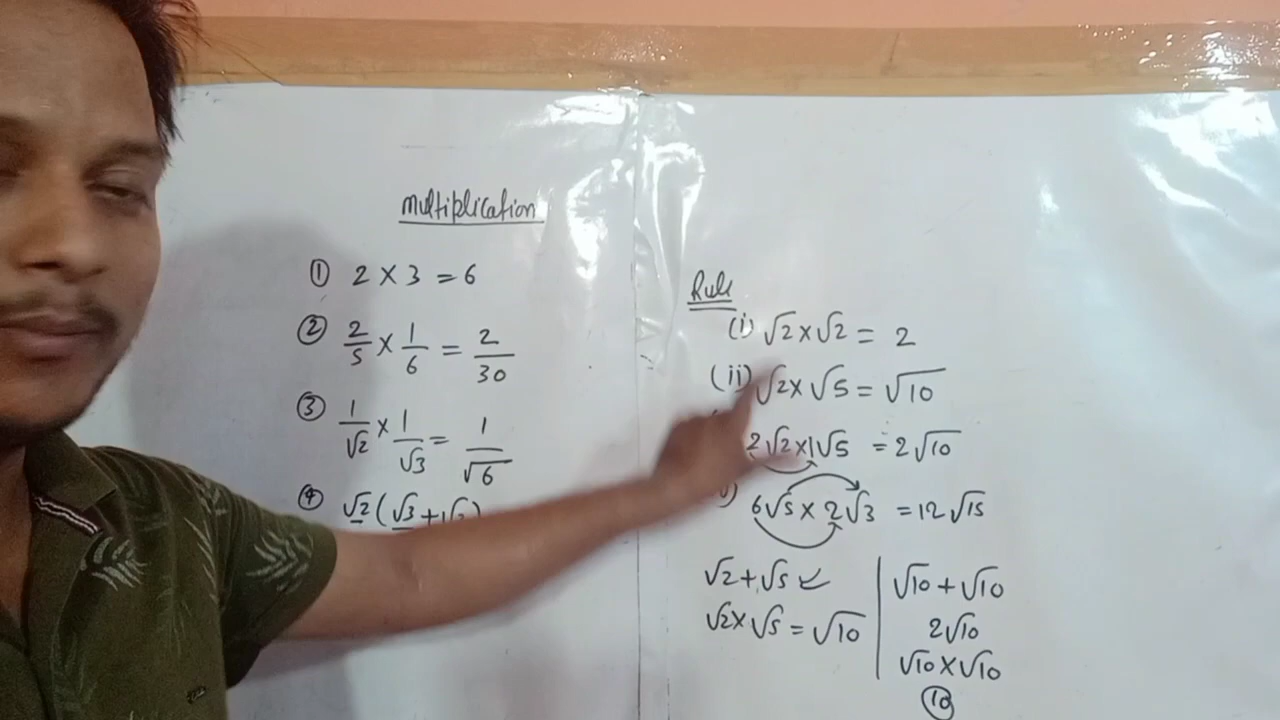 Multiplication
① 2 × 3 = 6
② 2/5 × 1/6 = 2/30
③ 1/√2 × 1/√3 = 1/√6
④ √2(√3+√
Rule
(i) √2×√2 = 2
(ii) √2× √5 = √10
2√2×1√5 = 2√10
6√5 × 2√3 = 12√15
√2+√5
√2× √5 = √10
√10 + √10
2√10
√10 × √10
10